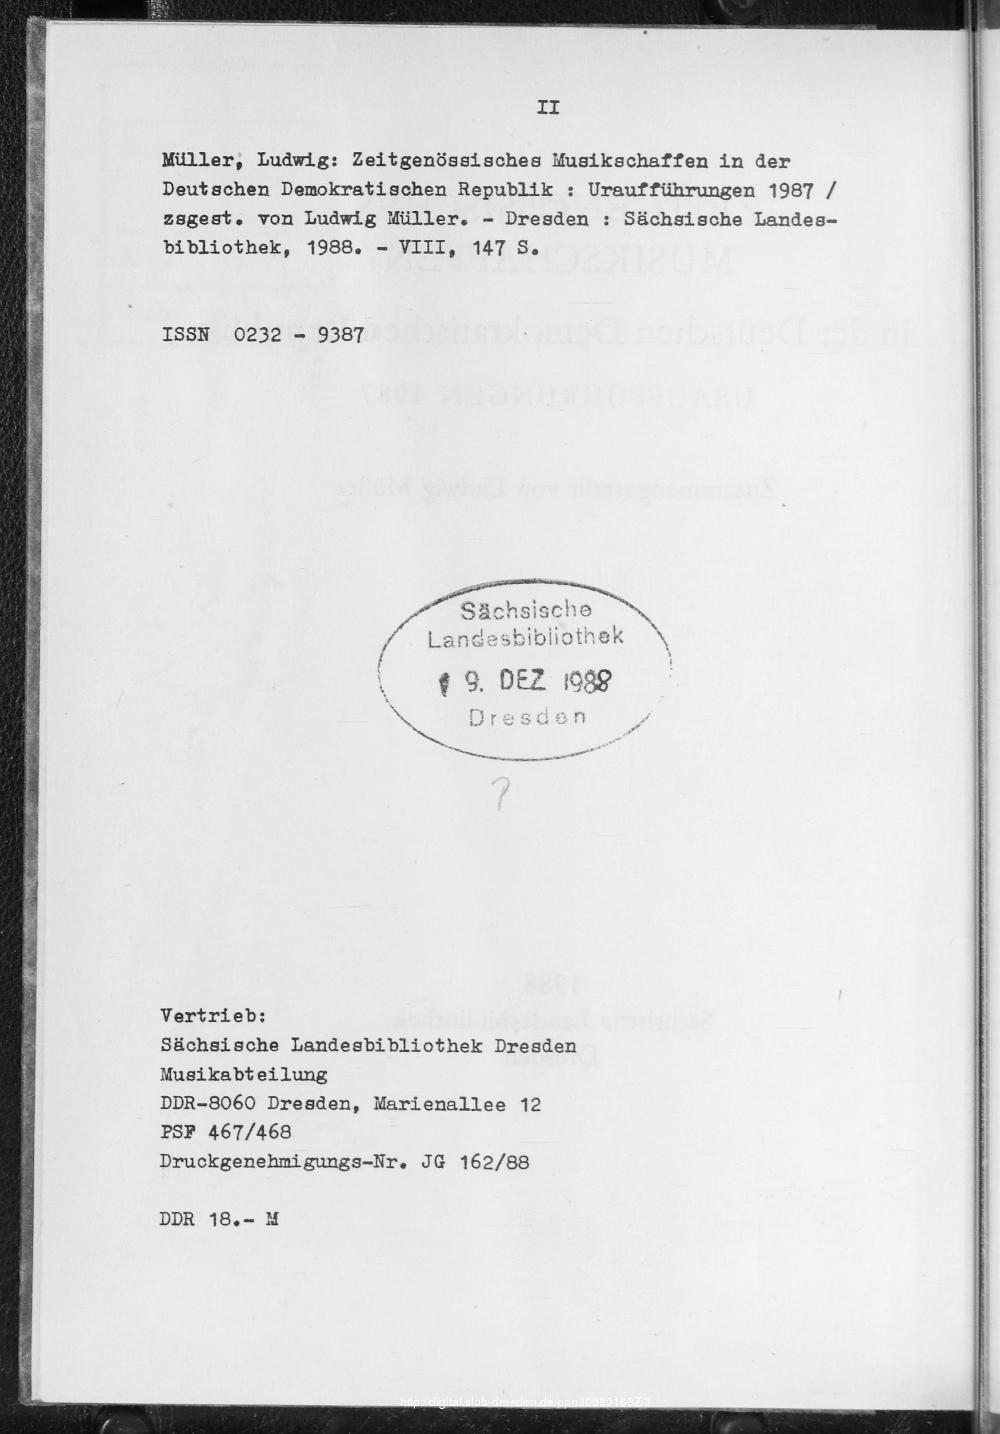 II
Müller, Ludwig: Zeitgenössisches Musikschaffen in der
Deutschen Demokratischen Republik : Uraufführungen 1987 /
zsgest. von Ludwig Müller. - Dresden : Sächsische Landes-
bibliothek, 1988. - VIII, 147 S.
ISSN 0232 - 9387
Sächsische
Landesbibliothek
9. DEZ 1988
Dresden
Vertrieb:
Sächsische Landesbibliothek Dresden
Musikabteilung
DDR-8060 Dresden, Marienallee 12
PSF 467/468
Druckgenehmigungs-Nr. JG 162/88
DDR 18.- M